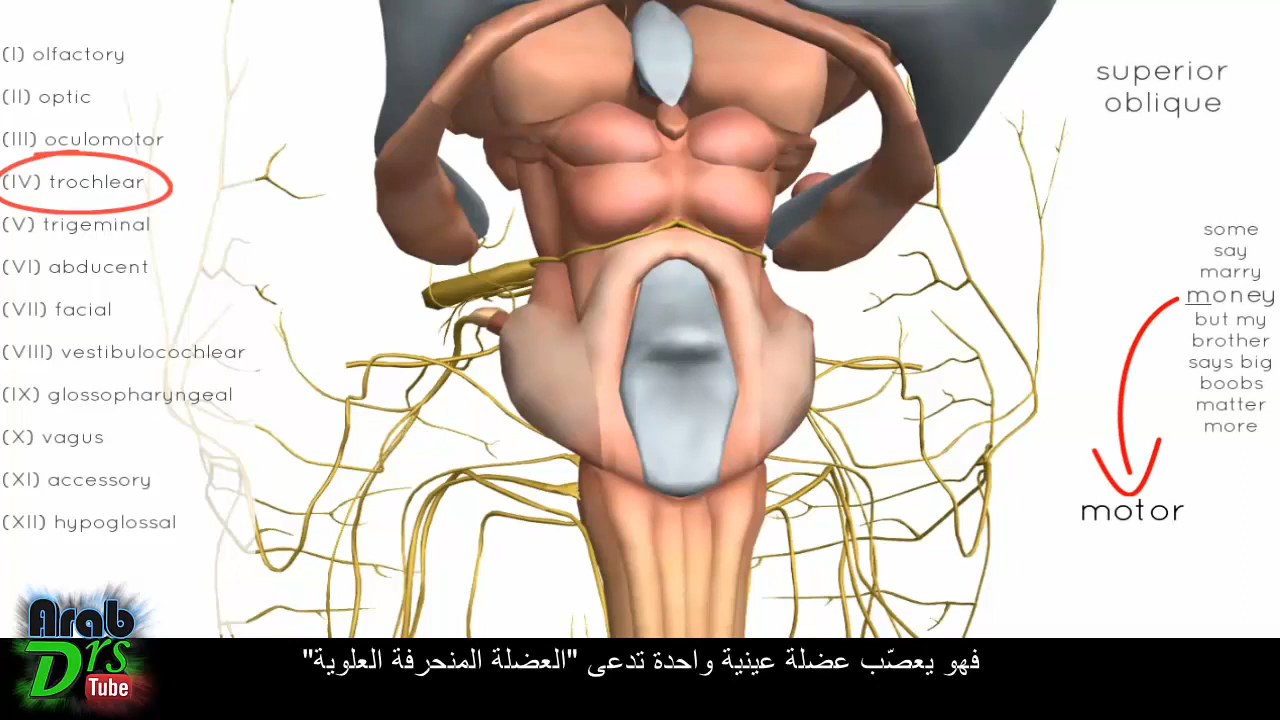 (I) olfactory
(II) optic
(III) oculomotor
(IV) trochlear
(V) trigeminal
(VI) abducent
(VII) facial
(VIII) vestibulocochlear
(IX) glossopharyngeal
(X) vagus
(XI) accessory
(XII) hypoglossal
superior
oblique
some
say
marry
money
but my
brother
says big
boobs
matter
more
motor
Arab
Drs
Tube
فهو يعصّب عضلة عينية واحدة تدعى "العضلة المنحرفة العلوية"